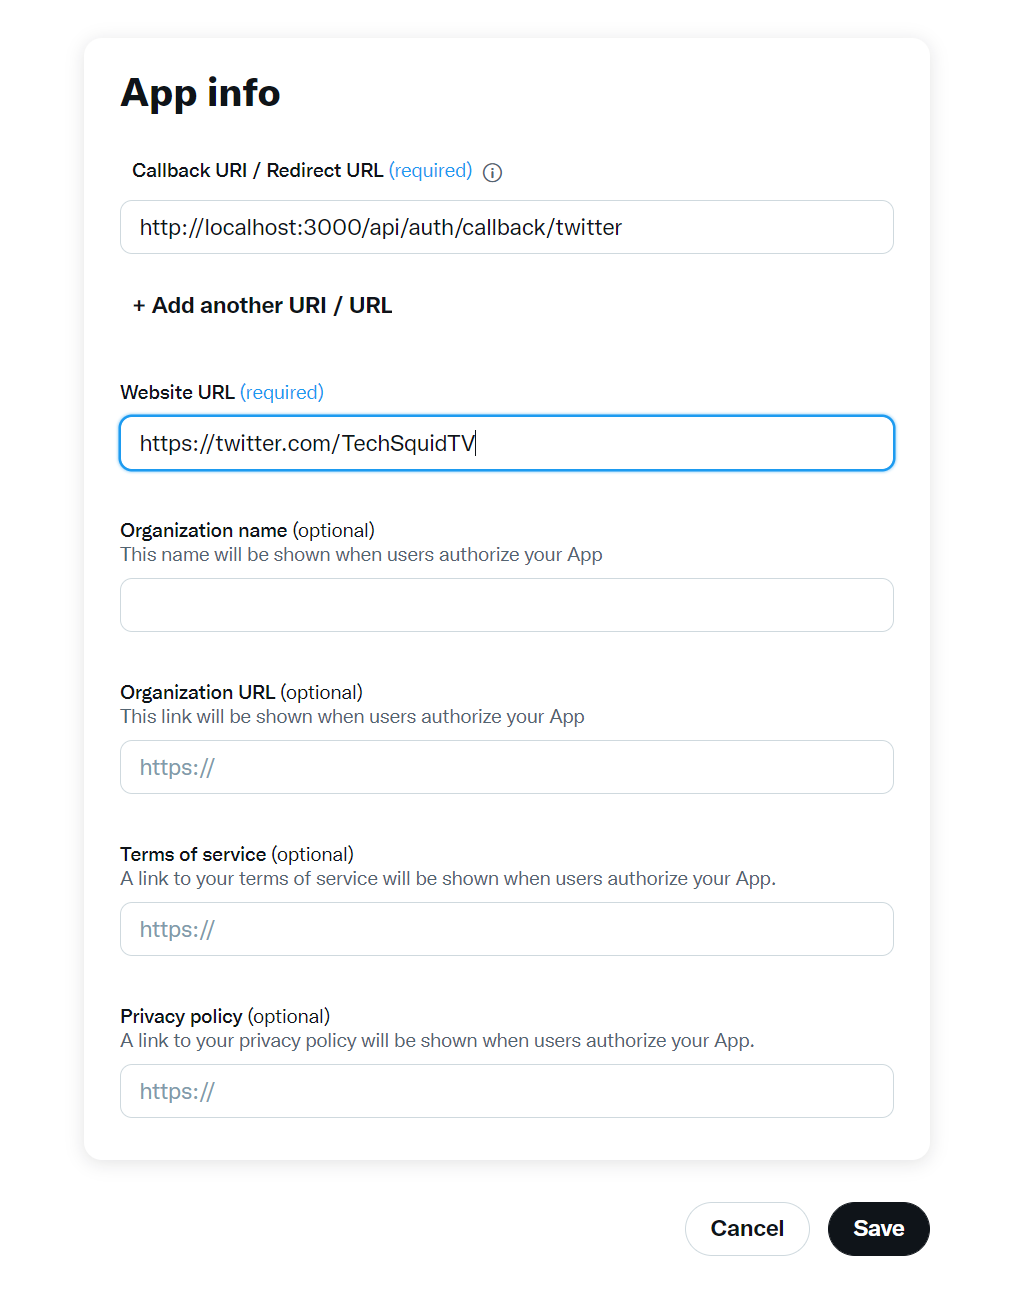 App info
Callback URI / Redirect URL (required)
http://localhost:3000/api/auth/callback/twitter
+ Add another URI / URL
Website URL (required)
https://twitter.com/TechSquidTV
Organization name (optional)
This name will be shown when users authorize your App
Organization URL (optional)
This link will be shown when users authorize your App
https://
Terms of service (optional)
A link to your terms of service will be shown when users authorize your App.
https://
Privacy policy (optional)
A link to your privacy policy will be shown when users authorize your App.
https://
Cancel
Save